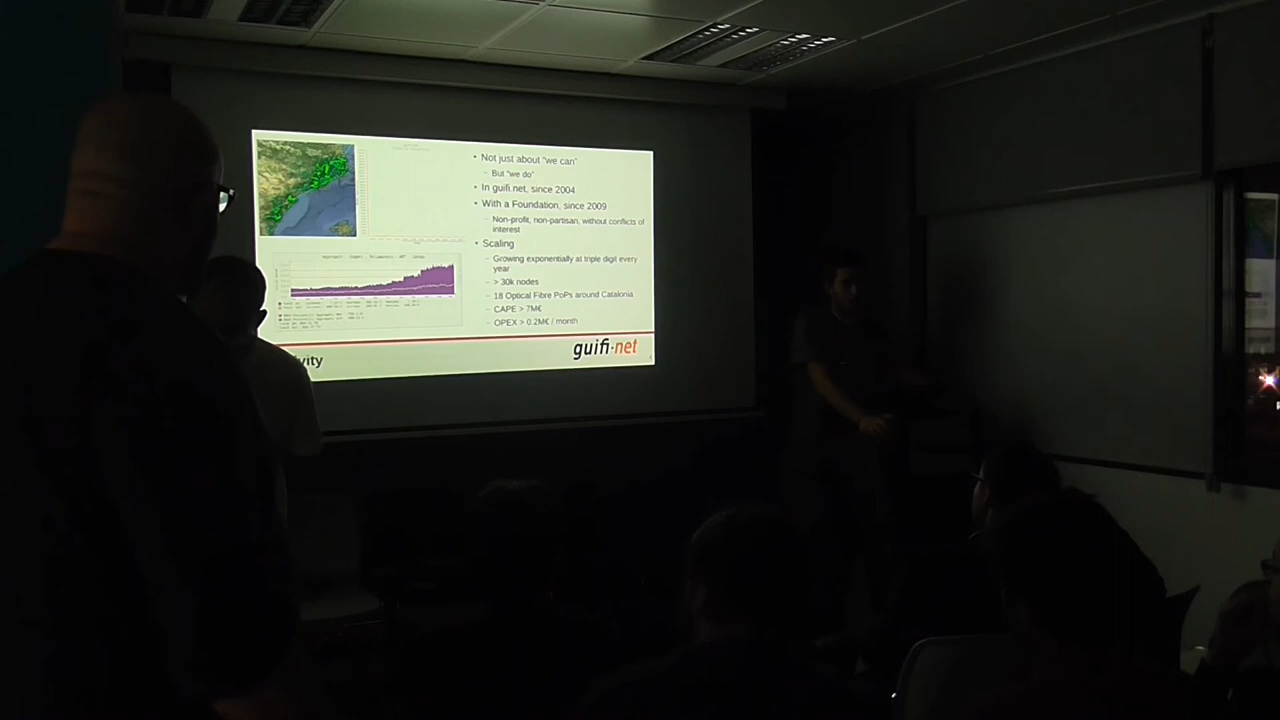 • Not just about "we can"
– But "we do"
• In guifi.net, since 2004
• With a Foundation, since 2009
– Non-profit, non-partisan, without conflicts of
interest
• Scaling
– Growing exponentially at triple digit every
year
– > 30k nodes
– 18 Optical Fibre PoPs around Catalonia
– CAPE > 7M€
– OPEX > 0.2M€ / month
vity
guifi·net